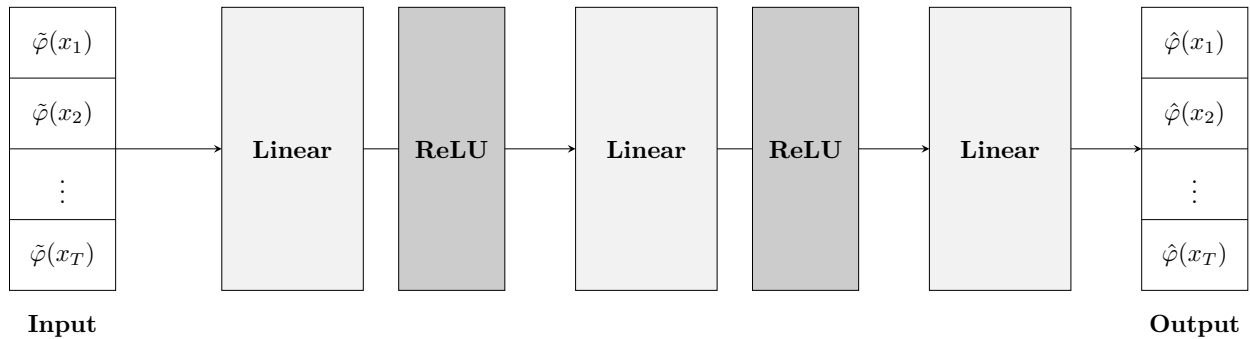 φ̃(x₁)
φ̃(x₂)
⋮
φ̃(x_T)
Input
Linear
ReLU
Linear
ReLU
Linear
φ̂(x₁)
φ̂(x₂)
⋮
φ̂(x_T)
Output